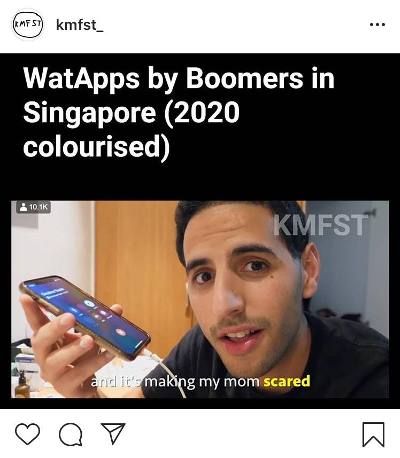 KMFST
kmfst_
WatApps by Boomers in
Singapore (2020
colourised)
10.1K
KMFST
and it's making my mom scared